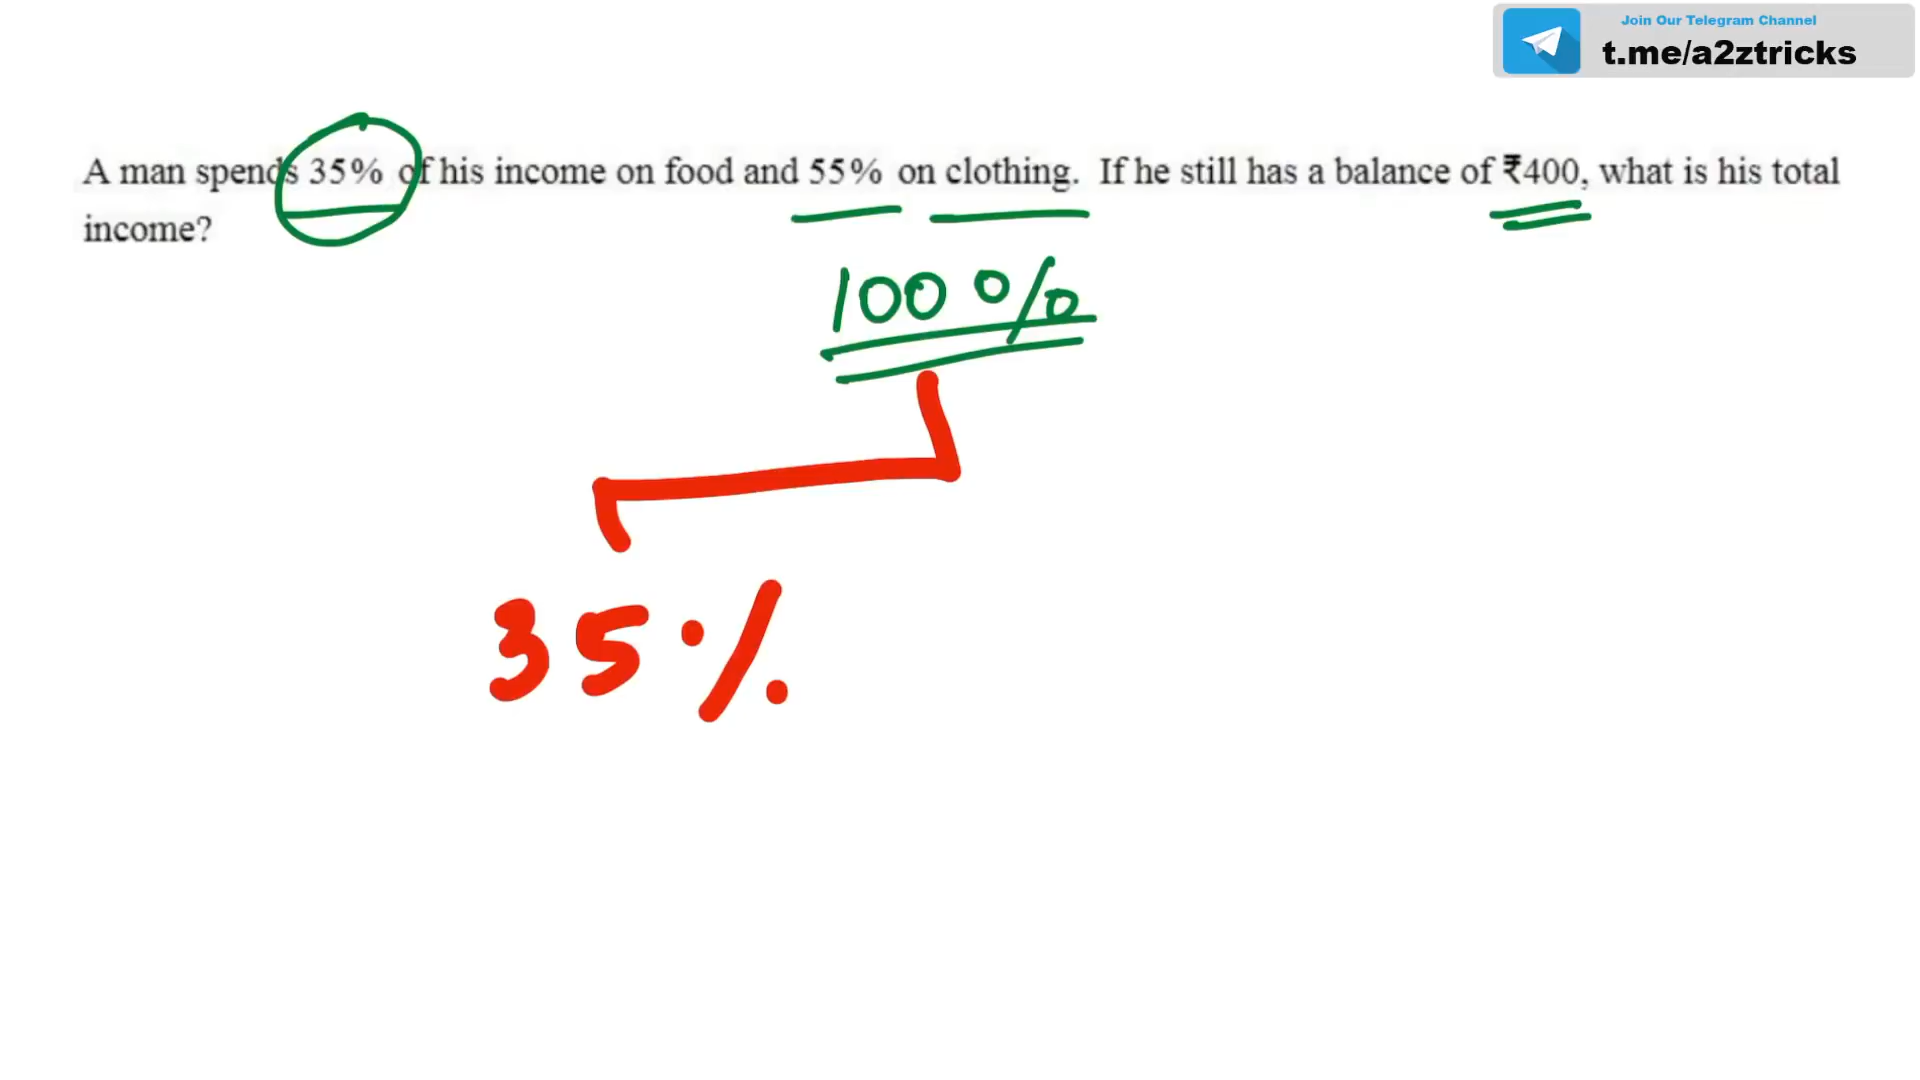 Join Our Telegram Channel
t.me/a2ztricks
A man spends 35% of his income on food and 55% on clothing. If he still has a balance of ₹400, what is his total
income?
100%
35%